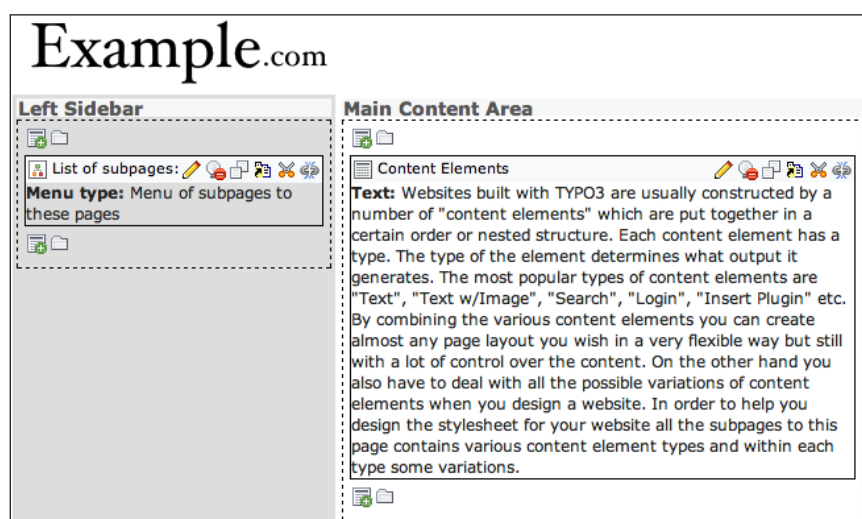 Example.com
Left Sidebar
List of subpages:
Menu type: Menu of subpages to
these pages
Main Content Area
Content Elements
Text: Websites built with TYPO3 are usually constructed by a
number of "content elements" which are put together in a
certain order or nested structure. Each content element has a
type. The type of the element determines what output it
generates. The most popular types of content elements are
"Text", "Text w/Image", "Search", "Login", "Insert Plugin" etc.
By combining the various content elements you can create
almost any page layout you wish in a very flexible way but still
with a lot of control over the content. On the other hand you
also have to deal with all the possible variations of content
elements when you design a website. In order to help you
design the stylesheet for your website all the subpages to this
page contains various content element types and within each
type some variations.